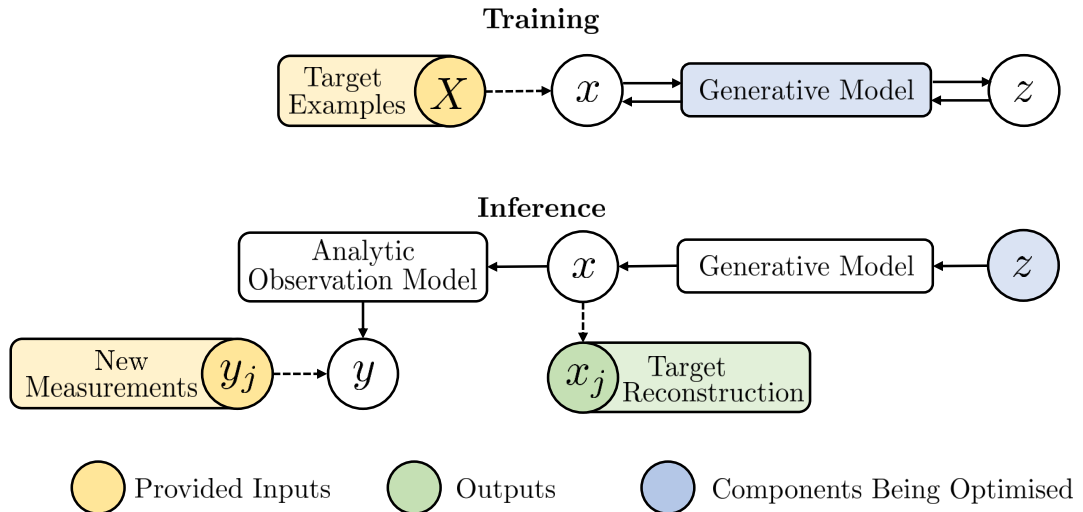 Training
Target
Examples
X
x
Generative Model
z
Inference
Analytic
Observation Model
x
Generative Model
z
New
Measurements
y_j
y
x_j
Target
Reconstruction
Provided Inputs
Outputs
Components Being Optimised